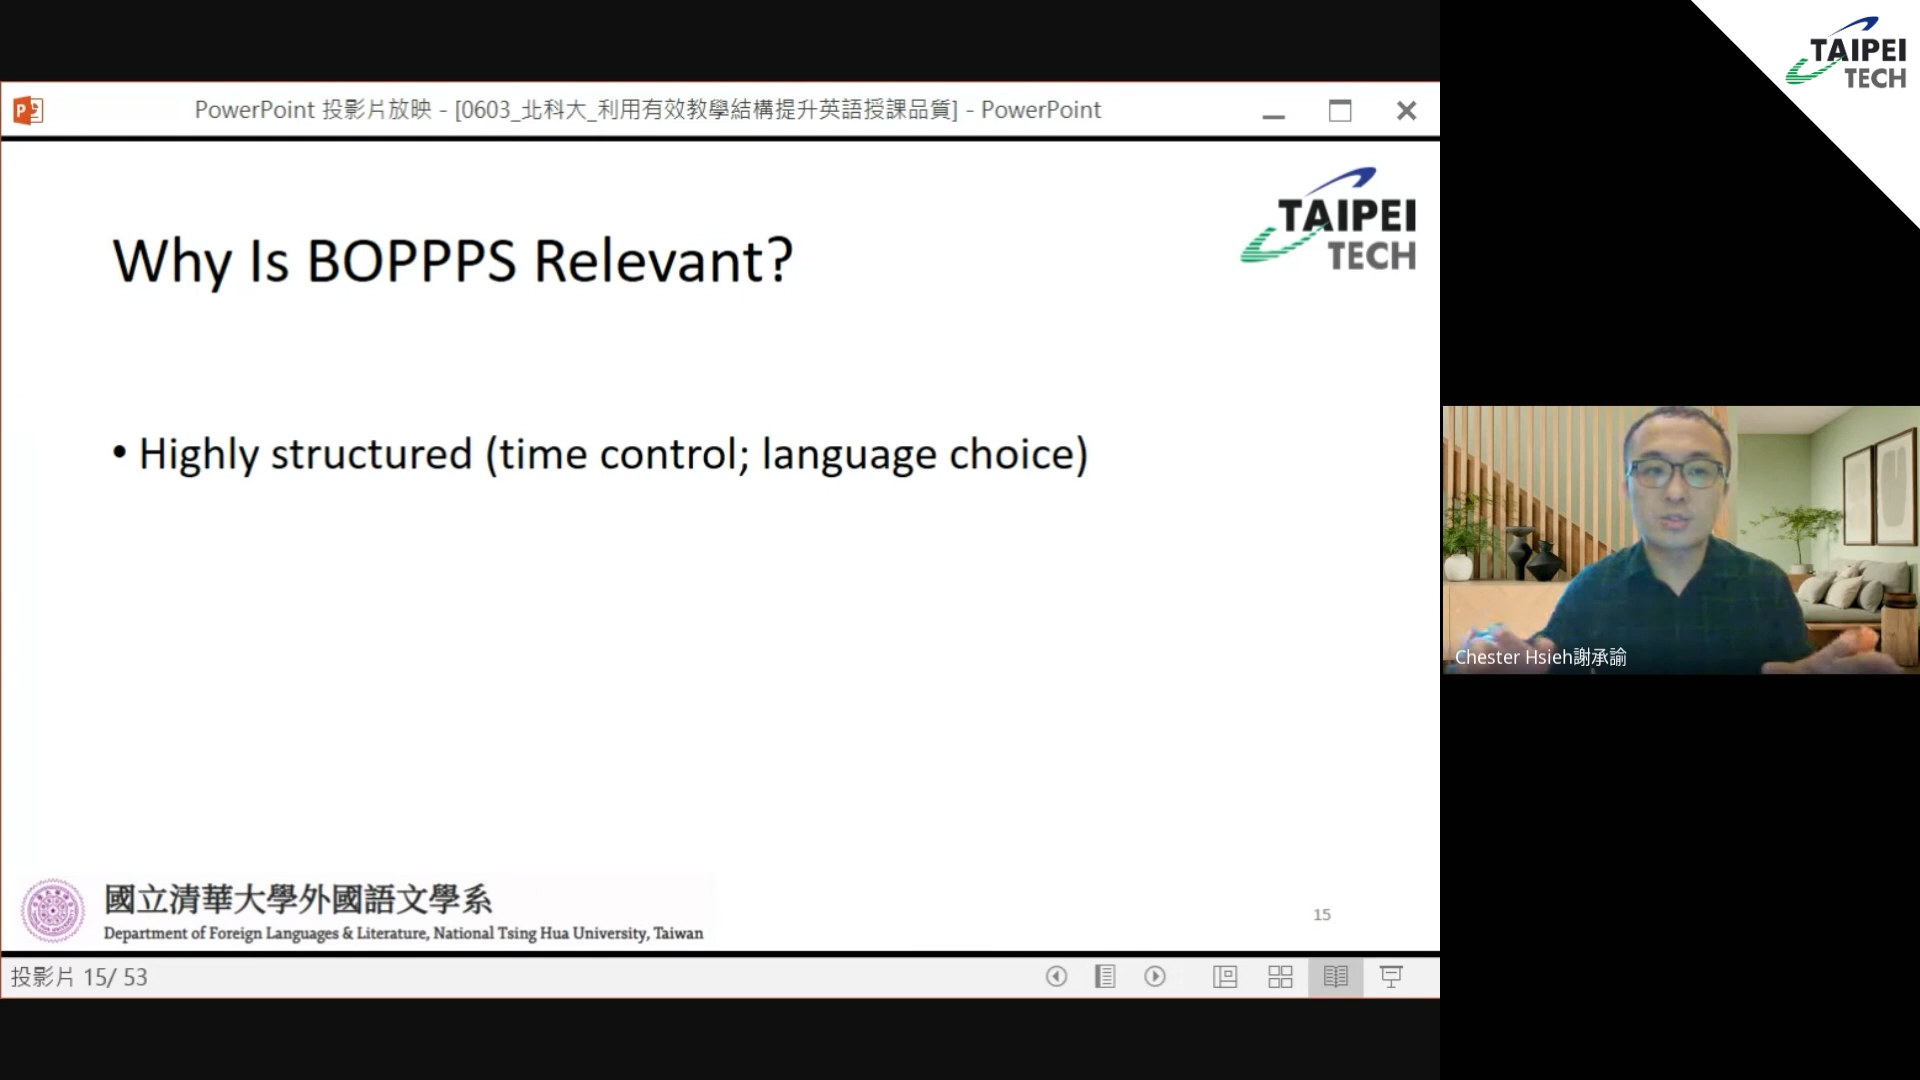 PowerPoint 投影片放映 - [0603_北科大_利用有效教學結構提升英語授課品質] - PowerPoint
TAIPEI
TECH
Why Is BOPPPS Relevant?
• Highly structured (time control; language choice)
國立清華大學外國語文學系
Department of Foreign Languages & Literature, National Tsing Hua University, Taiwan
15
投影片 15/ 53
TAIPEI
TECH
Chester Hsieh謝承諭